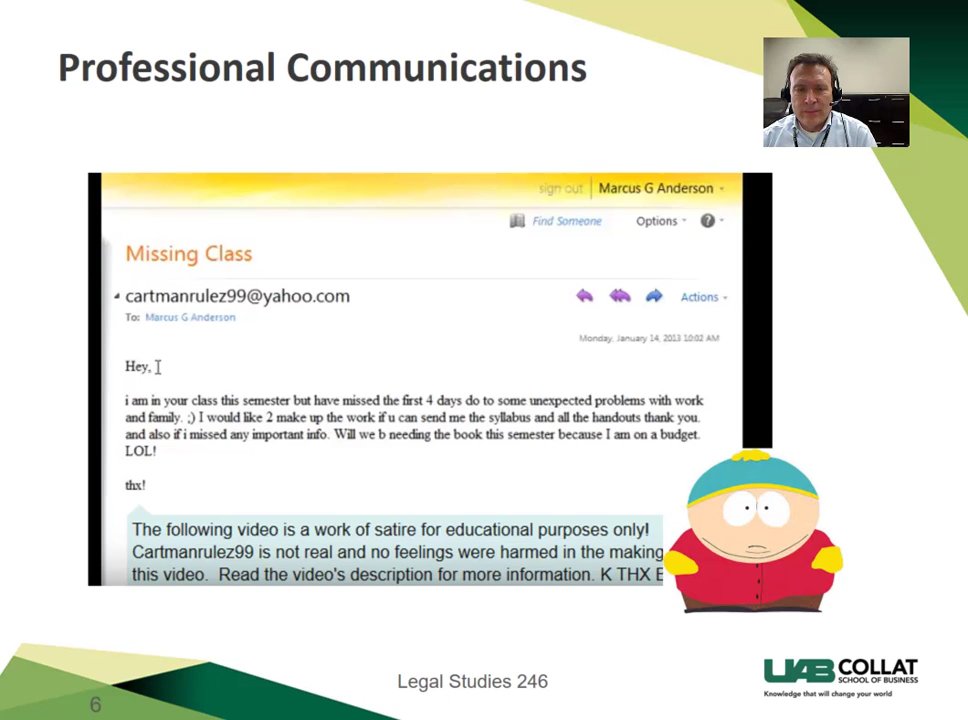 Professional Communications
sign out Marcus G Anderson
Find Someone Options ?
Missing Class
cartmanrulez99@yahoo.com
Actions
To: Marcus G Anderson
Monday, January 14, 2013 10:02 AM
Hey,
i am in your class this semester but have missed the first 4 days do to some unexpected problems with work
and family. ;) I would like 2 make up the work if u can send me the syllabus and all the handouts thank you.
and also if i missed any important info. Will we b needing the book this semester because I am on a budget.
LOL!
thx!
The following video is a work of satire for educational purposes only!
Cartmanrulez99 is not real and no feelings were harmed in the making
this video. Read the video's description for more information. K THX
Legal Studies 246
UAB COLLAT
SCHOOL OF BUSINESS
Knowledge that will change your world
6